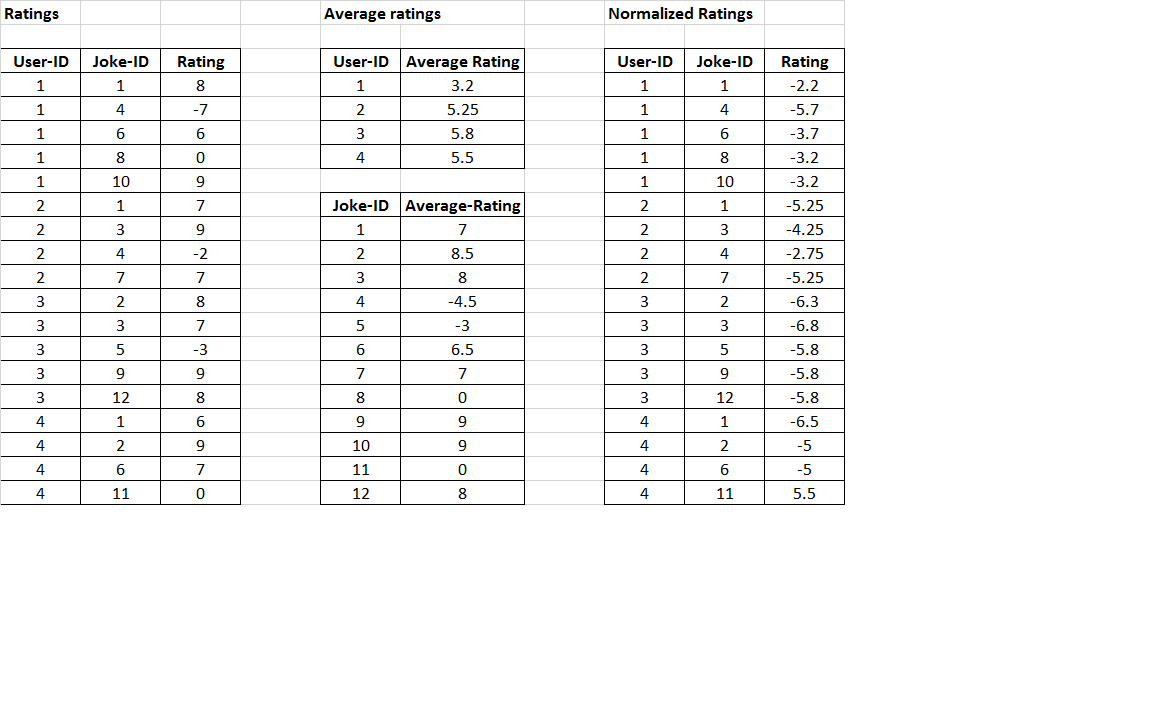 Ratings Average ratings Normalized Ratings
User-ID Joke-ID Rating User-ID Average Rating User-ID Joke-ID Rating
1 1 8 1 3.2 1 1 -2.2
1 4 -7 2 5.25 1 4 -5.7
1 6 6 3 5.8 1 6 -3.7
1 8 0 4 5.5 1 8 -3.2
1 10 9 1 10 -3.2
2 1 7 Joke-ID Average-Rating 2 1 -5.25
2 3 9 1 7 2 3 -4.25
2 4 -2 2 8.5 2 4 -2.75
2 7 7 3 8 2 7 -5.25
3 2 8 4 -4.5 3 2 -6.3
3 3 7 5 -3 3 3 -6.8
3 5 -3 6 6.5 3 5 -5.8
3 9 9 7 7 3 9 -5.8
3 12 8 8 0 3 12 -5.8
4 1 6 9 9 4 1 -6.5
4 2 9 10 9 4 2 -5
4 6 7 11 0 4 6 -5
4 11 0 12 8 4 11 5.5